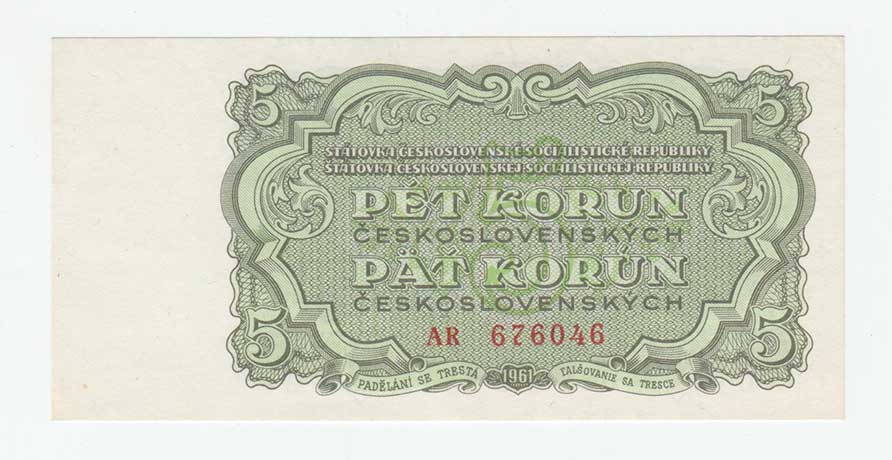 5 5
STÁTOVKA ČESKOSLOVENSKÉ SOCIALISTICKÉ REPUBLIKY
ŠTÁTOVKA ČESKOSLOVENSKEJ SOCIALISTICKEJ REPUBLIKY
PĚT KORUN
ČESKOSLOVENSKÝCH
PÄŤ KORÚN
ČESKOSLOVENSKÝCH
AR 676046
5 5
PADĚLÁNÍ SE TRESTÁ 1961 FALŠOVANIE SA TRESCE